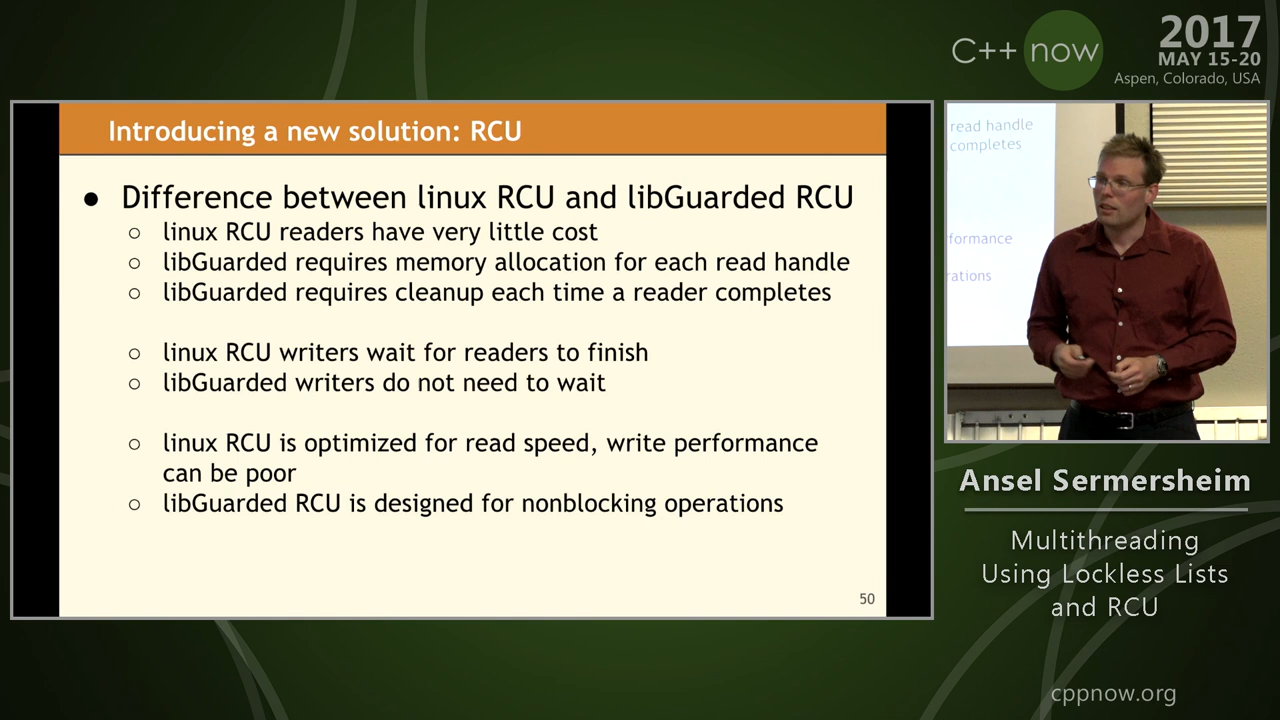 C++ now
2017
MAY 15-20
Aspen, Colorado, USA
Introducing a new solution: RCU
● Difference between linux RCU and libGuarded RCU
○ linux RCU readers have very little cost
○ libGuarded requires memory allocation for each read handle
○ libGuarded requires cleanup each time a reader completes
○ linux RCU writers wait for readers to finish
○ libGuarded writers do not need to wait
○ linux RCU is optimized for read speed, write performance
can be poor
○ libGuarded RCU is designed for nonblocking operations
50
read handle
completes
formance
rations
Ansel Sermersheim
Multithreading
Using Lockless Lists
and RCU
cppnow.org